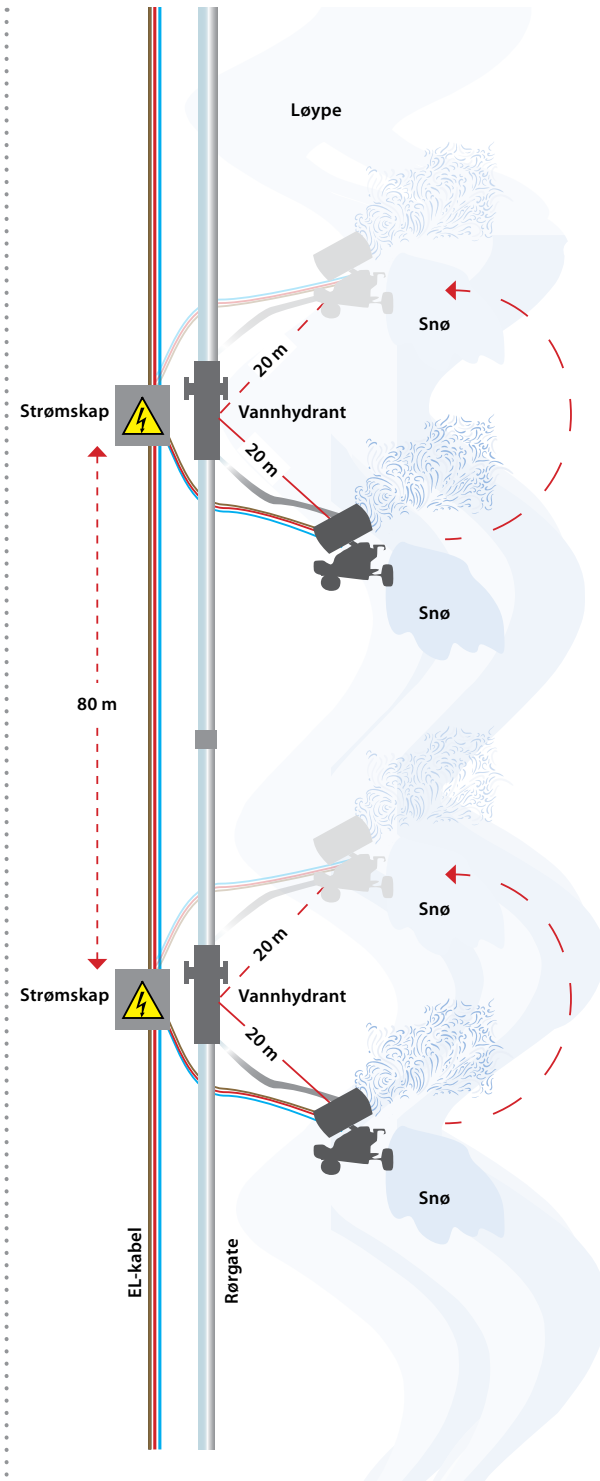 Løype
Snø
20 m
Strømskap
Vannhydrant
20 m
Snø
80 m
Snø
20 m
Strømskap
Vannhydrant
20 m
Snø
EL-kabel
Rørgate